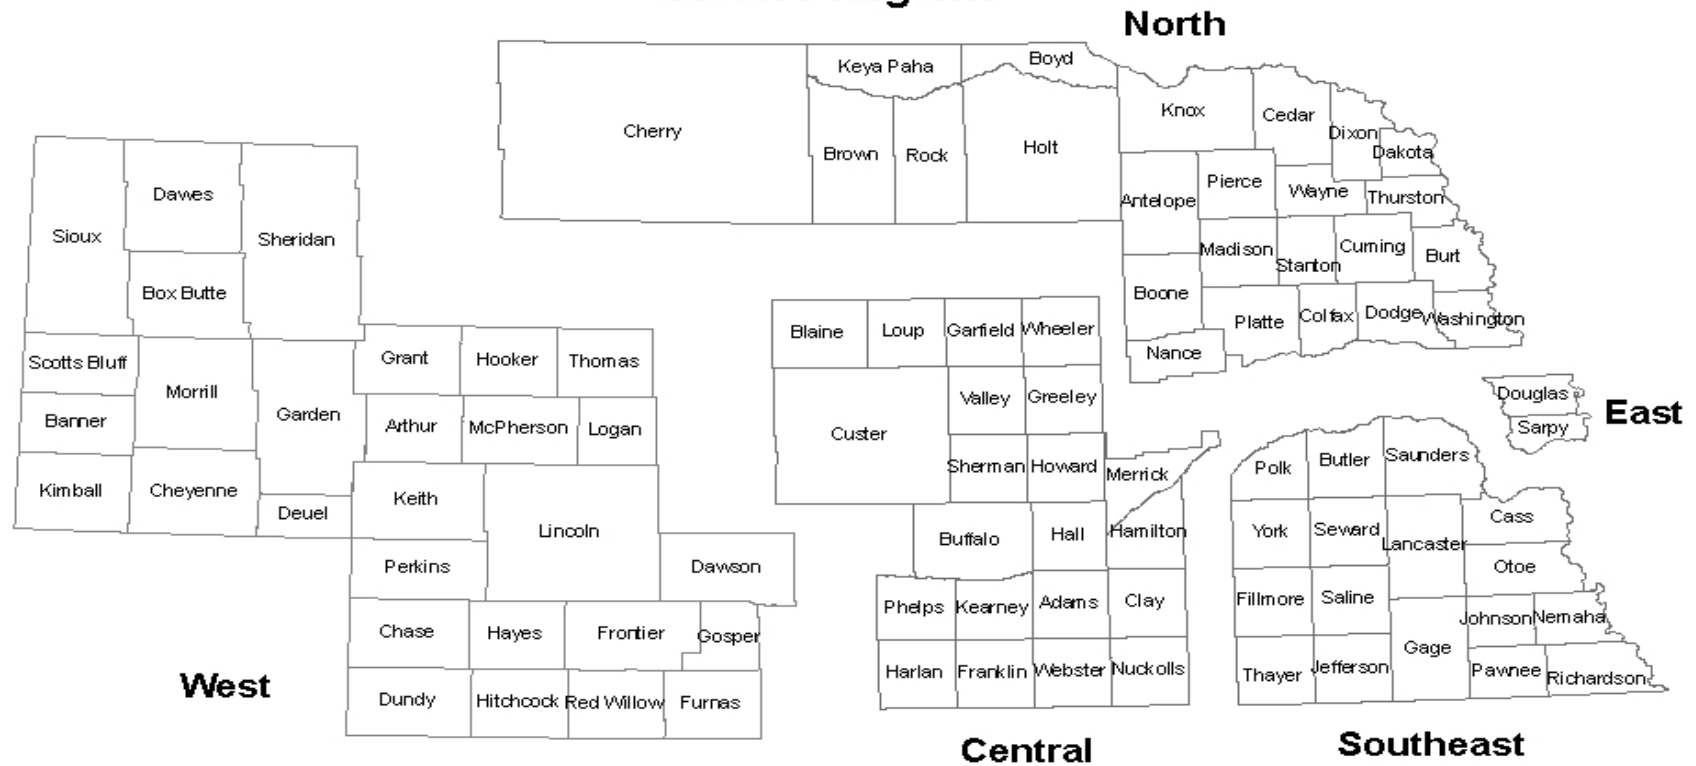 North
Keya Paha
Boyd
Cherry
Brown
Rock
Holt
Knox
Cedar
Dixon
Dakota
Antelope
Pierce
Wayne
Thurston
Madison
Stanton
Cuming
Burt
Boone
Platte
Colfax
Dodge
Washington
Nance
Sioux
Dawes
Sheridan
Box Butte
Scotts Bluff
Morrill
Banner
Garden
Kimball
Cheyenne
Deuel
Grant
Hooker
Thomas
Arthur
McPherson
Logan
Keith
Lincoln
Perkins
Dawson
Chase
Hayes
Frontier
Gosper
Dundy
Hitchcock
Red Willow
Furnas
West
Blaine
Loup
Garfield
Wheeler
Custer
Valley
Greeley
Sherman
Howard
Merrick
Buffalo
Hall
Hamilton
Phelps
Kearney
Adams
Clay
Harlan
Franklin
Webster
Nuckolls
Central
Douglas
Sarpy
East
Polk
Butler
Saunders
York
Seward
Lancaster
Cass
Otoe
Fillmore
Saline
Gage
Johnson
Nemaha
Thayer
Jefferson
Pawnee
Richardson
Southeast